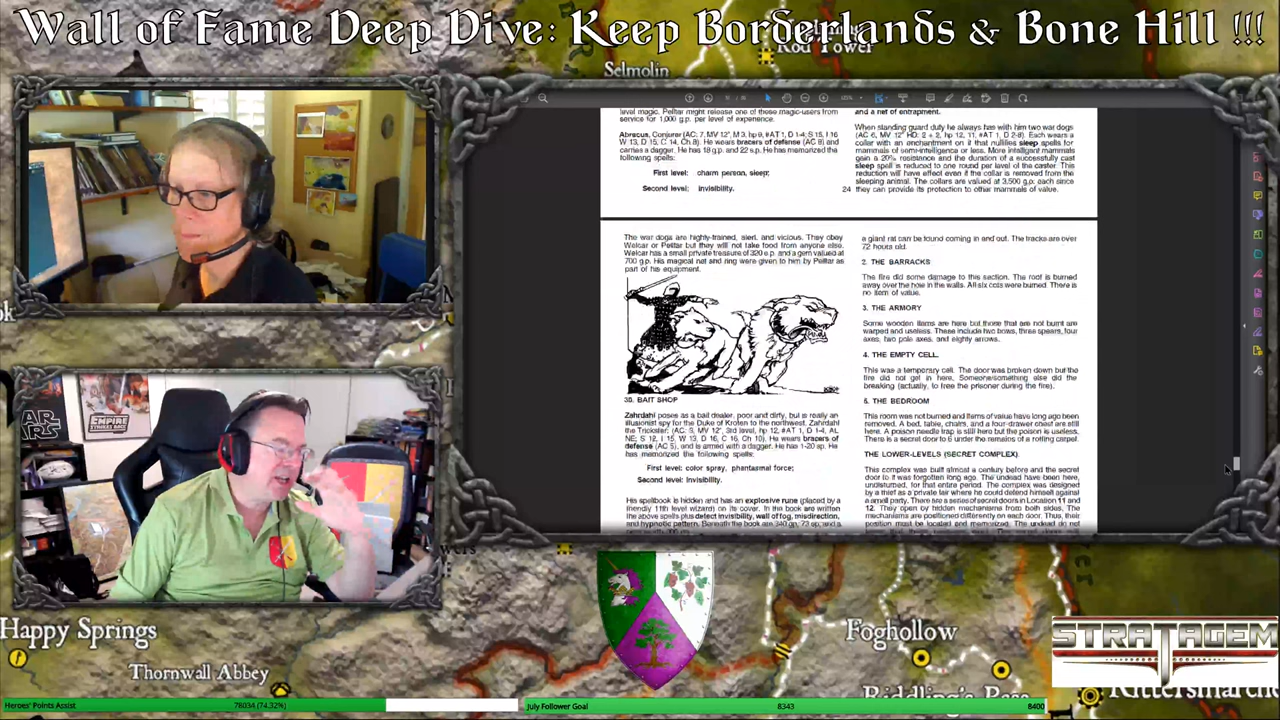 Wall of Fame Deep Dive: Keep Borderlands & Bone Hill !!!
Rod Tower
Selmolin
level magic. Pelltar might release one of these magic-users from
service for 1,000 g.p. per level of experience.
Abracus, Conjurer (AC: 7, MV 12", M 3, hp 9, #AT 1, D 1-4; S 15, I 16
W 13, D 15, C 14, Ch 8). He wears bracers of defense (AC 8) and
carries a dagger. He has 18 g.p. and 22 s.p. He has memorized the
following spells:
First level: charm person, sleep;
Second level: invisibility.
and a net of entrapment.
When standing guard duty he always has with him two war dogs
(AC 6, MV 12" HD: 2 + 2, hp 12, 11, #AT 1, D 2-8). Each wears a
collar with an enchantment on it that nullifies sleep spells for
mammals of semi-intelligence or less. More intelligent mammals
gain a 20% resistance and the duration of a successfully cast
sleep spell is reduced to one round per level of the caster. This
reduction will have effect even if the collar is removed from the
sleeping animal. The collars are valued at 3,500 g.p. each since
24 they can provide its protection to other mammals of value.
The war dogs are highly-trained, alert, and vicious. They obey
Welcar or Pelltar but they will not take food from anyone else.
Welcar has a small private treasure of 320 e.p. and a gem valued at
700 g.p. His magical net and ring were given to him by Pelltar as
part of his equipment.
35. BAIT SHOP
Zahrdahl poses as a bait dealer, poor and dirty, but is really an
illusionist spy for the Duke of Kroten to the northwest. Zahrdahl
the Trickster, (AC: 3, MV 12", 3rd level, hp 12, #AT 1, D 1-4, AL
NE; S 12, I 15, W 13, D 16, C 16, Ch 10). He wears bracers of
defense (AC 5), and is armed with a dagger. He has 1-20 sp. He
has memorized the following spells:
First level: color spray, phantasmal force;
Second level: invisibility.
His spellbook is hidden and has an explosive rune (placed by a
friendly 11th level wizard) on its cover. In the book are written
the above spells plus detect invisibility, wall of fog, misdirection,
and hypnotic pattern. Beneath the book are 340 gp, 73 sp, and a
a giant rat can be found coming in and out. The tracks are over
72 hours old.
2. THE BARRACKS
The fire did some damage to this section. The roof is burned
away over the hole in the walls. All six cots were burned. There is
no item of value.
3. THE ARMORY
Some wooden items are here but those that are not burnt are
warped and useless. These include two bows, three spears, four
axes, two pole axes, and eighty arrows.
4. THE EMPTY CELL
This was a temporary cell. The door was broken down but the
fire did not get in here. Someone/something else did the
breaking (actually, to free the prisoner during the fire).
5. THE BEDROOM
This room was not burned and items of value have long ago been
removed. A bed, table, chairs, and a four-drawer chest are still
here. A poison needle trap is still here but the poison is useless.
There is a secret door to 6 under the remains of a rotting carpet.
THE LOWER-LEVELS (SECRET COMPLEX)
This complex was built almost a century before and the secret
door to it was forgotten long ago. The undead have been here,
undisturbed, for that entire period. The complex was designed
by a thief as a private lair where he could defend himself against
a small party. There are a series of secret doors in Location 11 and
12. They open by hidden mechanisms from both sides. The
mechanisms are positioned differently on each door. Thus, their
position must be located and memorized. The undead do not
EMPIRE
Happy Springs
Thornwall Abbey
Foghollow
Riddling's Pass
STRATAGEM
Heroes' Points Assist
78034 (74.32%)
July Follower Goal
8343
8400